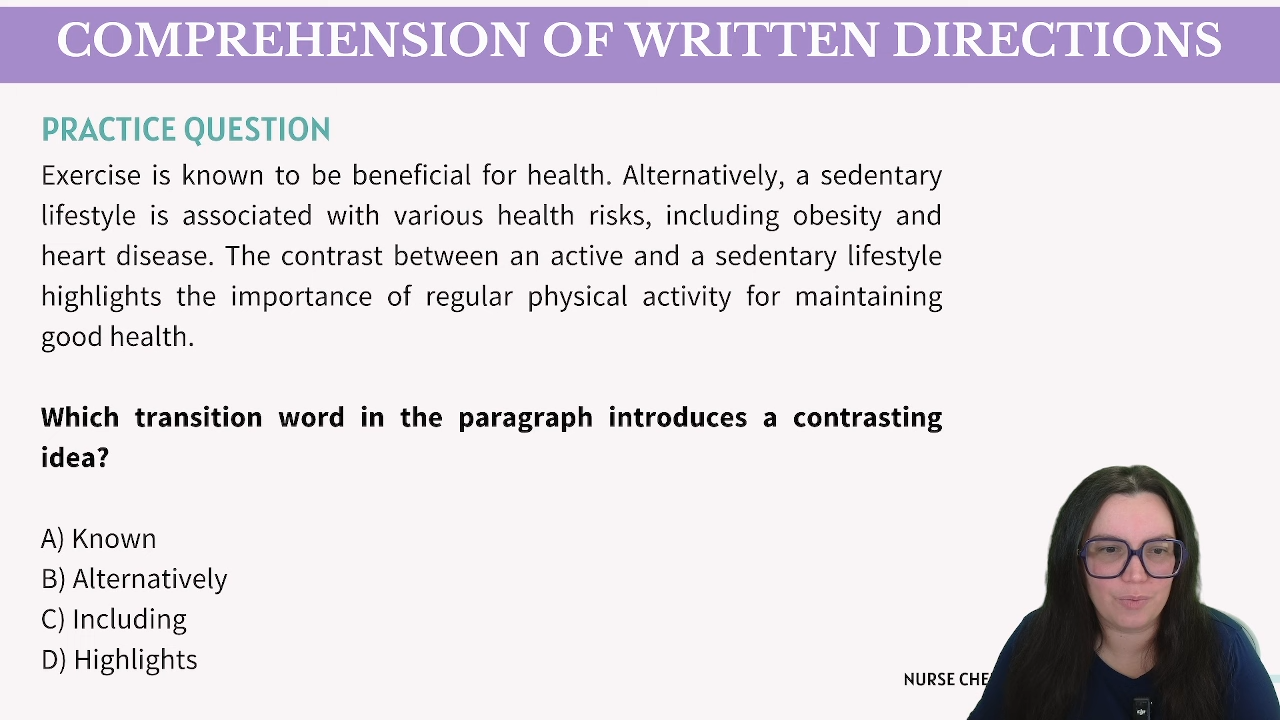 COMPREHENSION OF WRITTEN DIRECTIONS
PRACTICE QUESTION
Exercise is known to be beneficial for health. Alternatively, a sedentary
lifestyle is associated with various health risks, including obesity and
heart disease. The contrast between an active and a sedentary lifestyle
highlights the importance of regular physical activity for maintaining
good health.
Which transition word in the paragraph introduces a contrasting
idea?
A) Known
B) Alternatively
C) Including
D) Highlights
NURSE